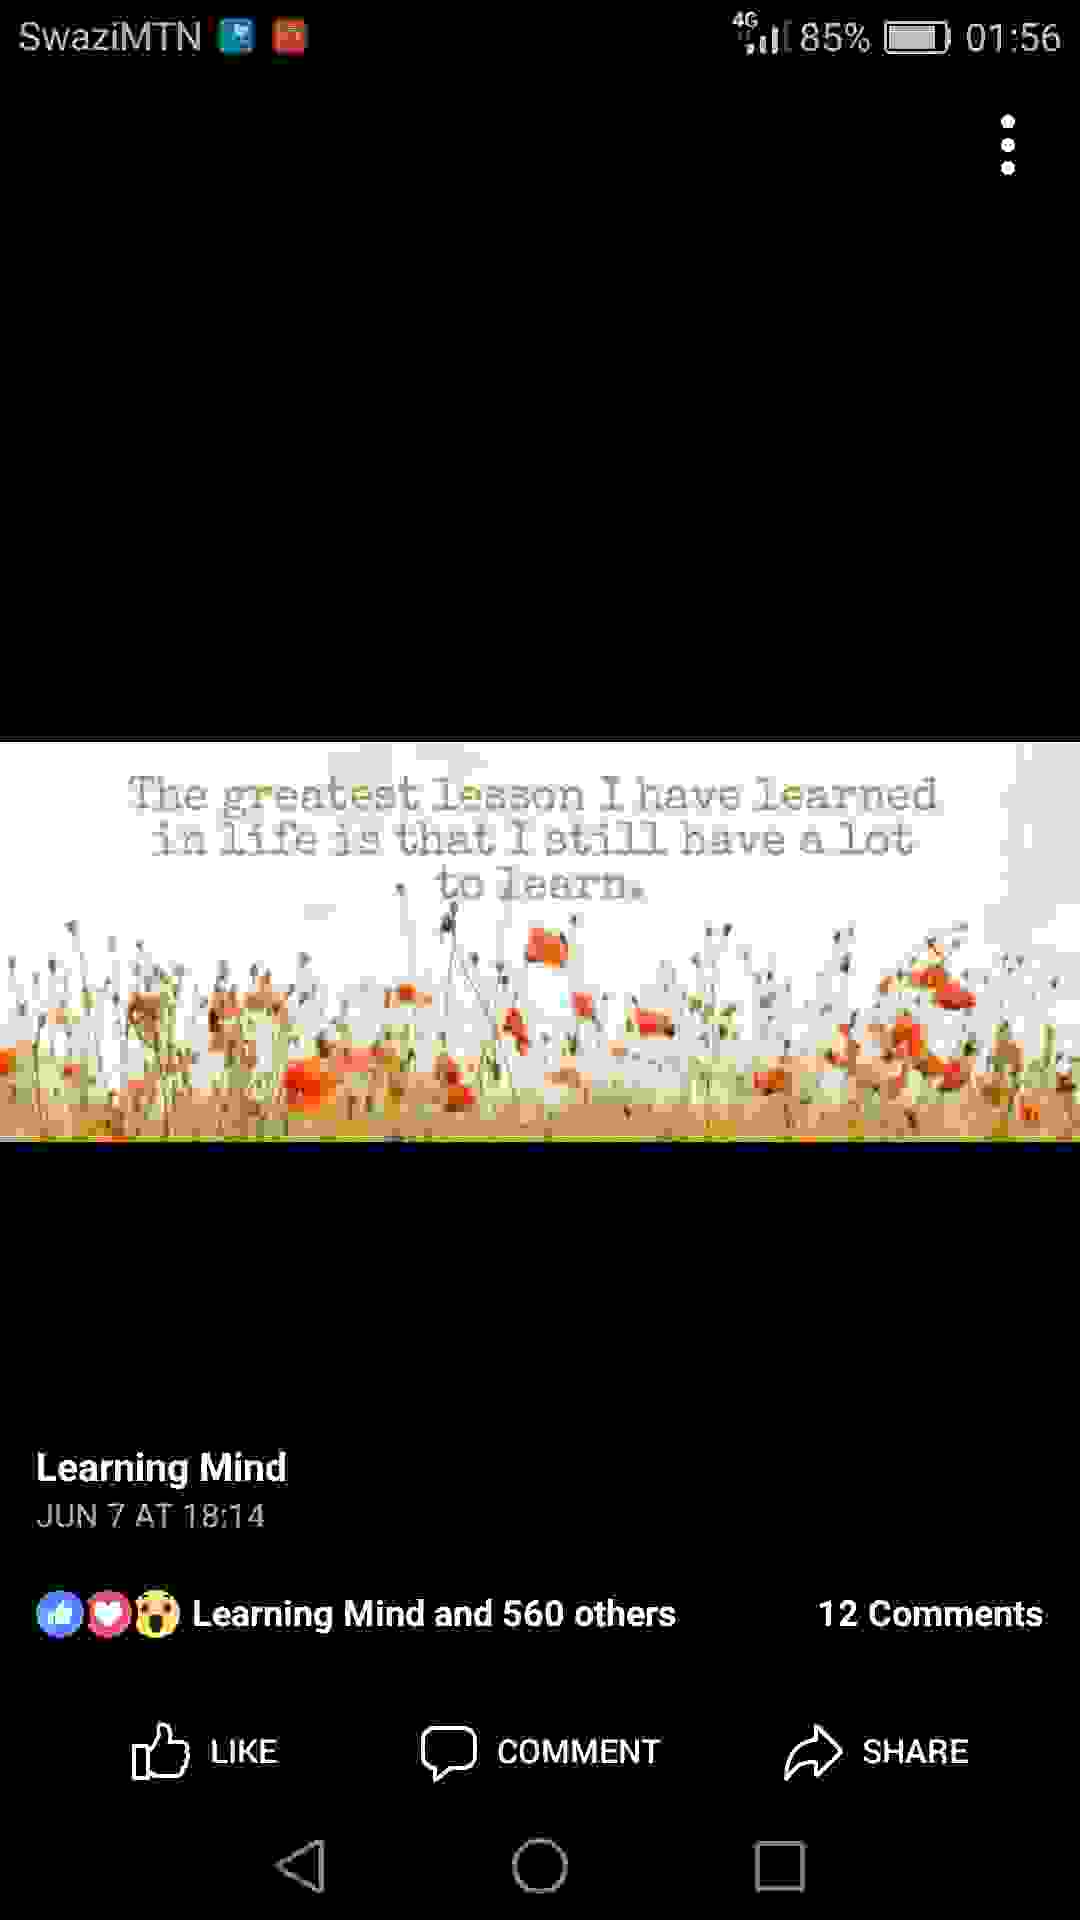 SwaziMTN 4G 85% 01:56
The greatest lesson I have learned
in life is that I still have a lot
to learn.
Learning Mind
JUN 7 AT 18:14
Learning Mind and 560 others 12 Comments
LIKE COMMENT SHARE